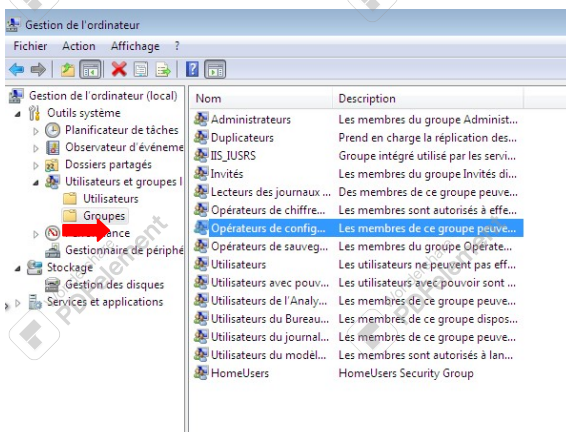 Gestion de l'ordinateur
Fichier Action Affichage ?
Gestion de l'ordinateur (local)
Outils système
Planificateur de tâches
Observateur d'événeme
Dossiers partagés
Utilisateurs et groupes l
Utilisateurs
Groupes
Gestionnaire de périphé
Stockage
Gestion des disques
Services et applications
Nom Description
Administrateurs Les membres du groupe Administ...
Duplicateurs Prend en charge la réplication des...
IIS_IUSRS Groupe intégré utilisé par les servi...
Invités Les membres du groupe Invités di...
Lecteurs des journaux ... Des membres de ce groupe peuve...
Opérateurs de chiffre... Les membres sont autorisés à effe...
Opérateurs de config... Les membres de ce groupe peuve...
Opérateurs de sauveg... Les membres du groupe Opérate...
Utilisateurs Les utilisateurs ne peuvent pas eff...
Utilisateurs avec pouv... Les utilisateurs avec pouvoir sont ...
Utilisateurs de l'Analy... Les membres de ce groupe peuve...
Utilisateurs du Bureau... Les membres de ce groupe dispos...
Utilisateurs du journal... Les membres de ce groupe peuve...
Utilisateurs du modèl... Les membres sont autorisés à lan...
HomeUsers HomeUsers Security Group
PDFelement
PDFelement